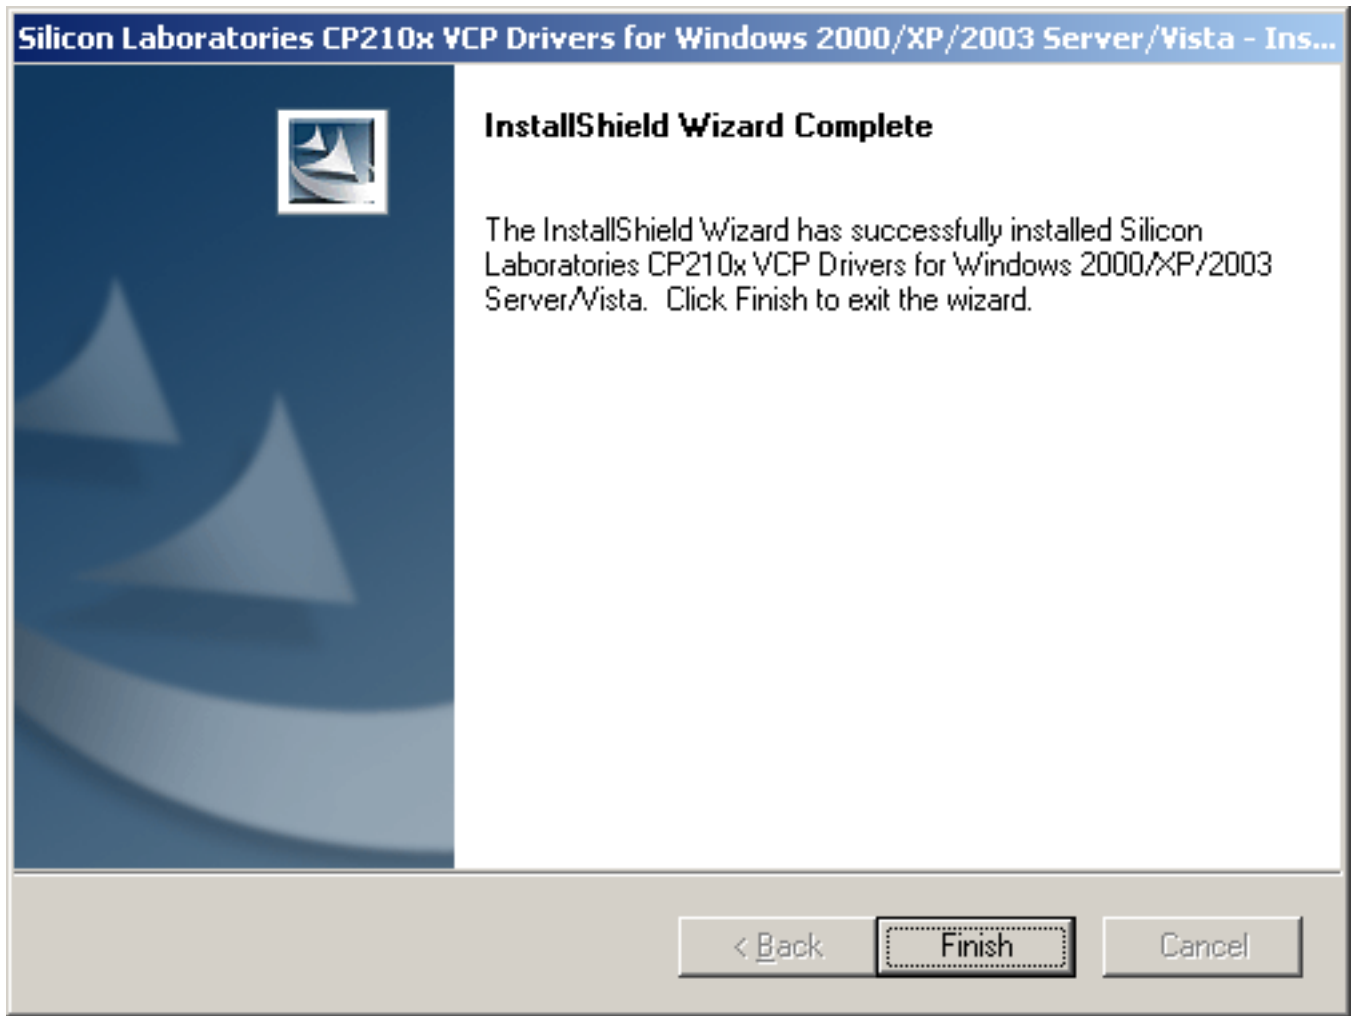 Silicon Laboratories CP210x VCP Drivers for Windows 2000/XP/2003 Server/Vista - Ins...
InstallShield Wizard Complete
The InstallShield Wizard has successfully installed Silicon
Laboratories CP210x VCP Drivers for Windows 2000/XP/2003
Server/Vista.  Click Finish to exit the wizard.
< Back
Finish
Cancel